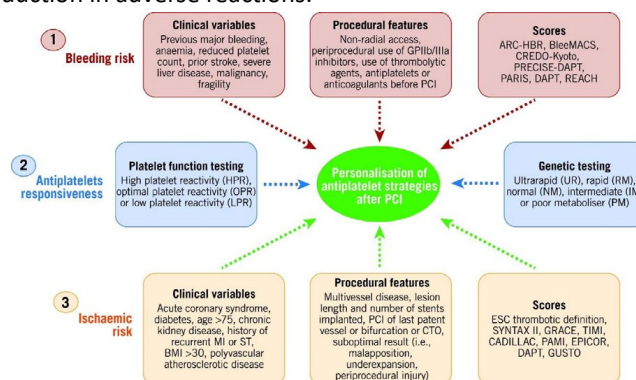 duction in adverse reactions.
1
Bleeding risk
Clinical variables
Previous major bleeding,
anaemia, reduced platelet
count, prior stroke, severe
liver disease, malignancy,
fragility
Procedural features
Non-radial access,
periprocedural use of GPIIb/IIIa
inhibitors, use of thrombolytic
agents, antiplatelets or
anticoagulants before PCI
Scores
ARC-HBR, BleeMACS,
CREDO-Kyoto,
PRECISE-DAPT,
PARIS, DAPT, REACH
2
Antiplatelets
responsiveness
Platelet function testing
High platelet reactivity (HPR),
optimal platelet reactivity (OPR)
or low platelet reactivity (LPR)
Personalisation of
antiplatelet strategies
after PCI
Genetic testing
Ultrarapid (UR), rapid (RM),
normal (NM), intermediate (IM
or poor metaboliser (PM)
3
Ischaemic
risk
Clinical variables
Acute coronary syndrome,
diabetes, age >75, chronic
kidney disease, history of
recurrent MI or ST,
BMI >30, polyvascular
atherosclerotic disease
Procedural features
Multivessel disease, lesion
length and number of stents
implanted, PCI of last patent
vessel or bifurcation or CTO,
suboptimal result (i.e.,
malapposition,
underexpansion,
periprocedural injury)
Scores
ESC thrombotic definition,
SYNTAX II, GRACE, TIMI,
CADILLAC, PAMI, EPICOR,
DAPT, GUSTO